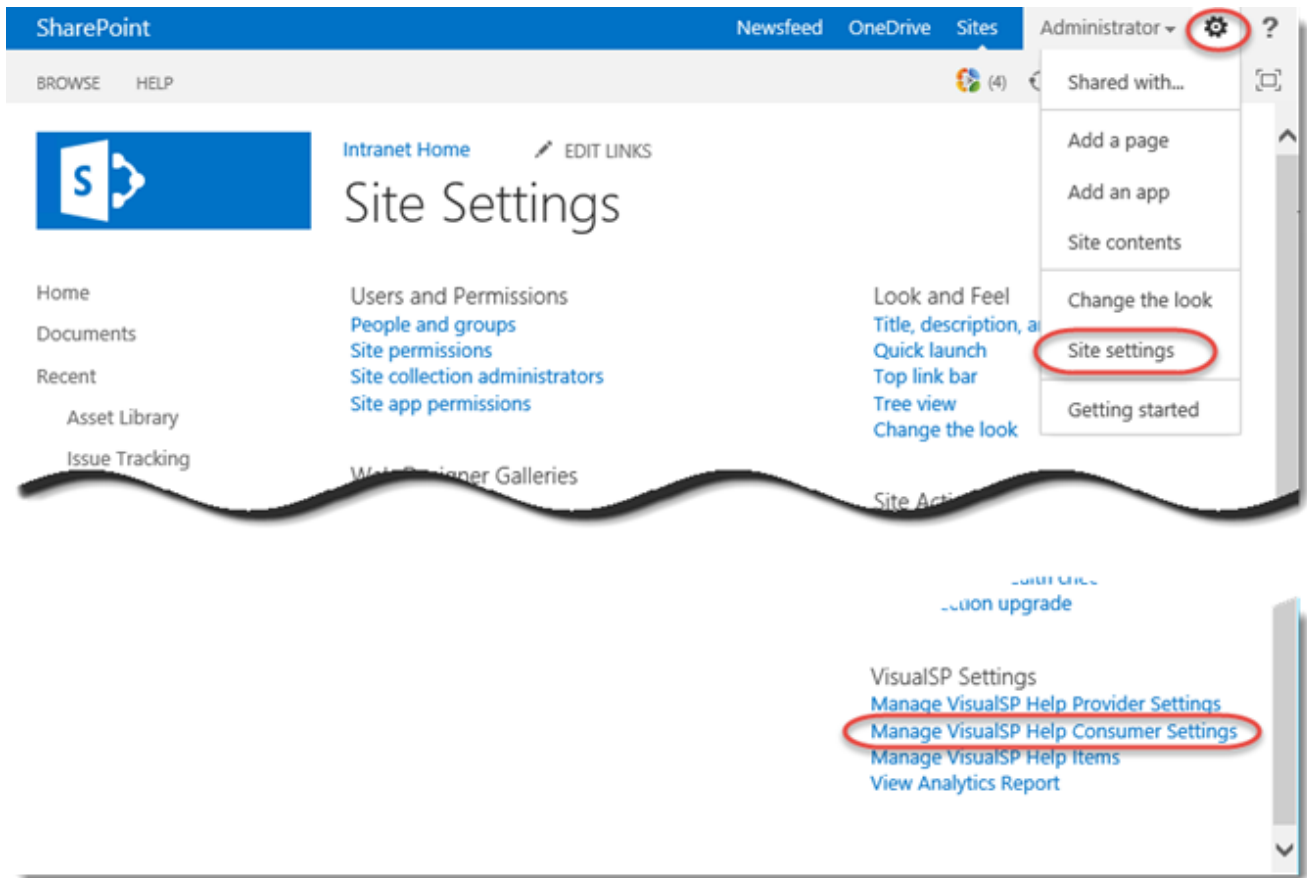 SharePoint
Newsfeed OneDrive Sites Administrator ?
BROWSE HELP
(4)
Shared with...
Add a page
Add an app
Site contents
Change the look
Site settings
Getting started
S
Intranet Home EDIT LINKS
Site Settings
Home
Documents
Recent
Asset Library
Issue Tracking
Users and Permissions
People and groups
Site permissions
Site collection administrators
Site app permissions
Galleries
Look and Feel
Title, description,
Quick launch
Top link bar
Tree view
Change the look
Site
upgrade
VisualSP Settings
Manage VisualSP Help Provider Settings
Manage VisualSP Help Consumer Settings
Manage VisualSP Help Items
View Analytics Report